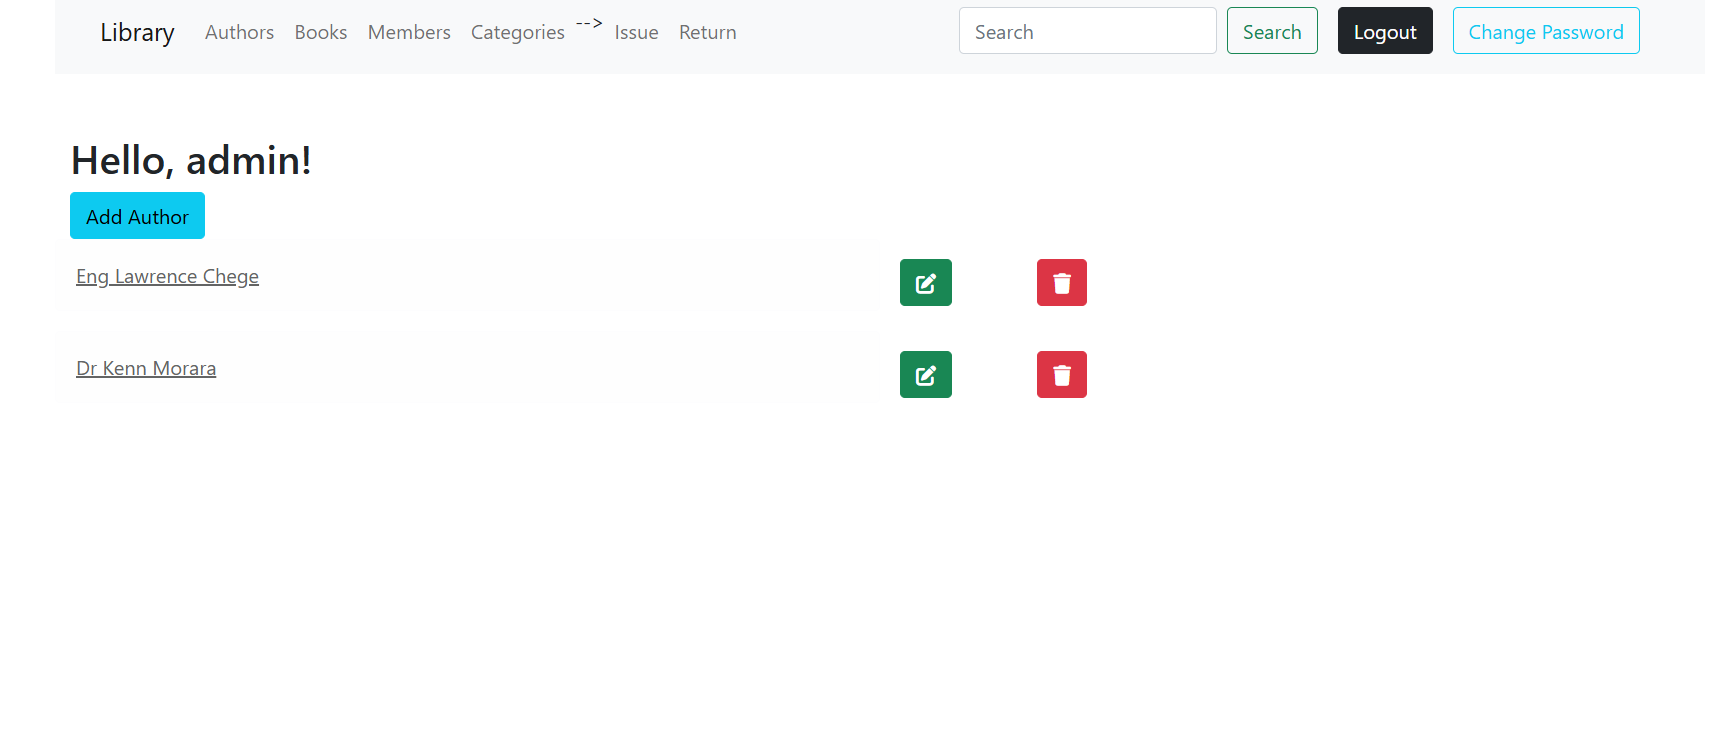 Library Authors Books Members Categories --> Issue Return Search Search Logout Change Password
Hello, admin!
Add Author
Eng Lawrence Chege
Dr Kenn Morara